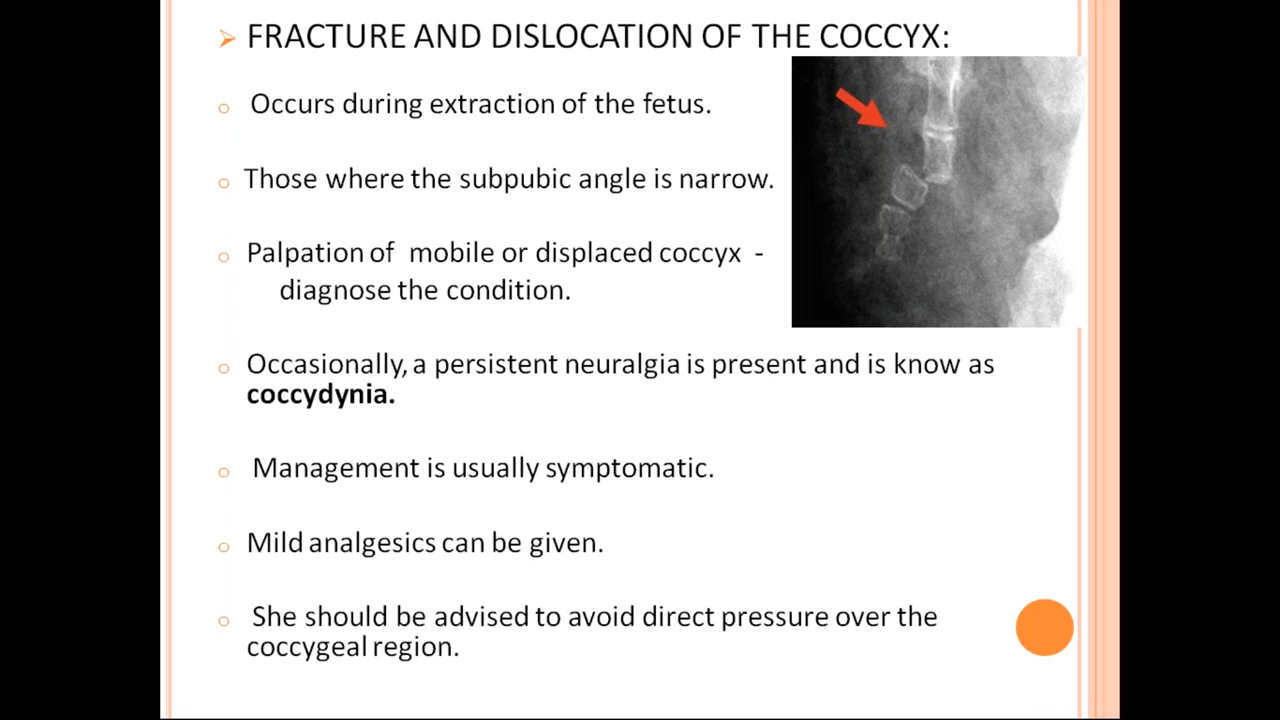 FRACTURE AND DISLOCATION OF THE COCCYX:
Occurs during extraction of the fetus.
Those where the subpubic angle is narrow.
Palpation of mobile or displaced coccyx -
diagnose the condition.
Occasionally, a persistent neuralgia is present and is know as
coccydynia.
Management is usually symptomatic.
Mild analgesics can be given.
She should be advised to avoid direct pressure over the
coccygeal region.